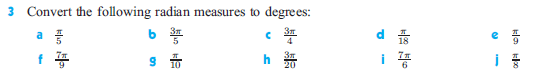 3 Convert the following radian measures to degrees:
a π/5 b 3π/5 c 3π/4 d π/18 e π/9
f 7π/9 g π/10 h 3π/20 i 7π/6 j π/8